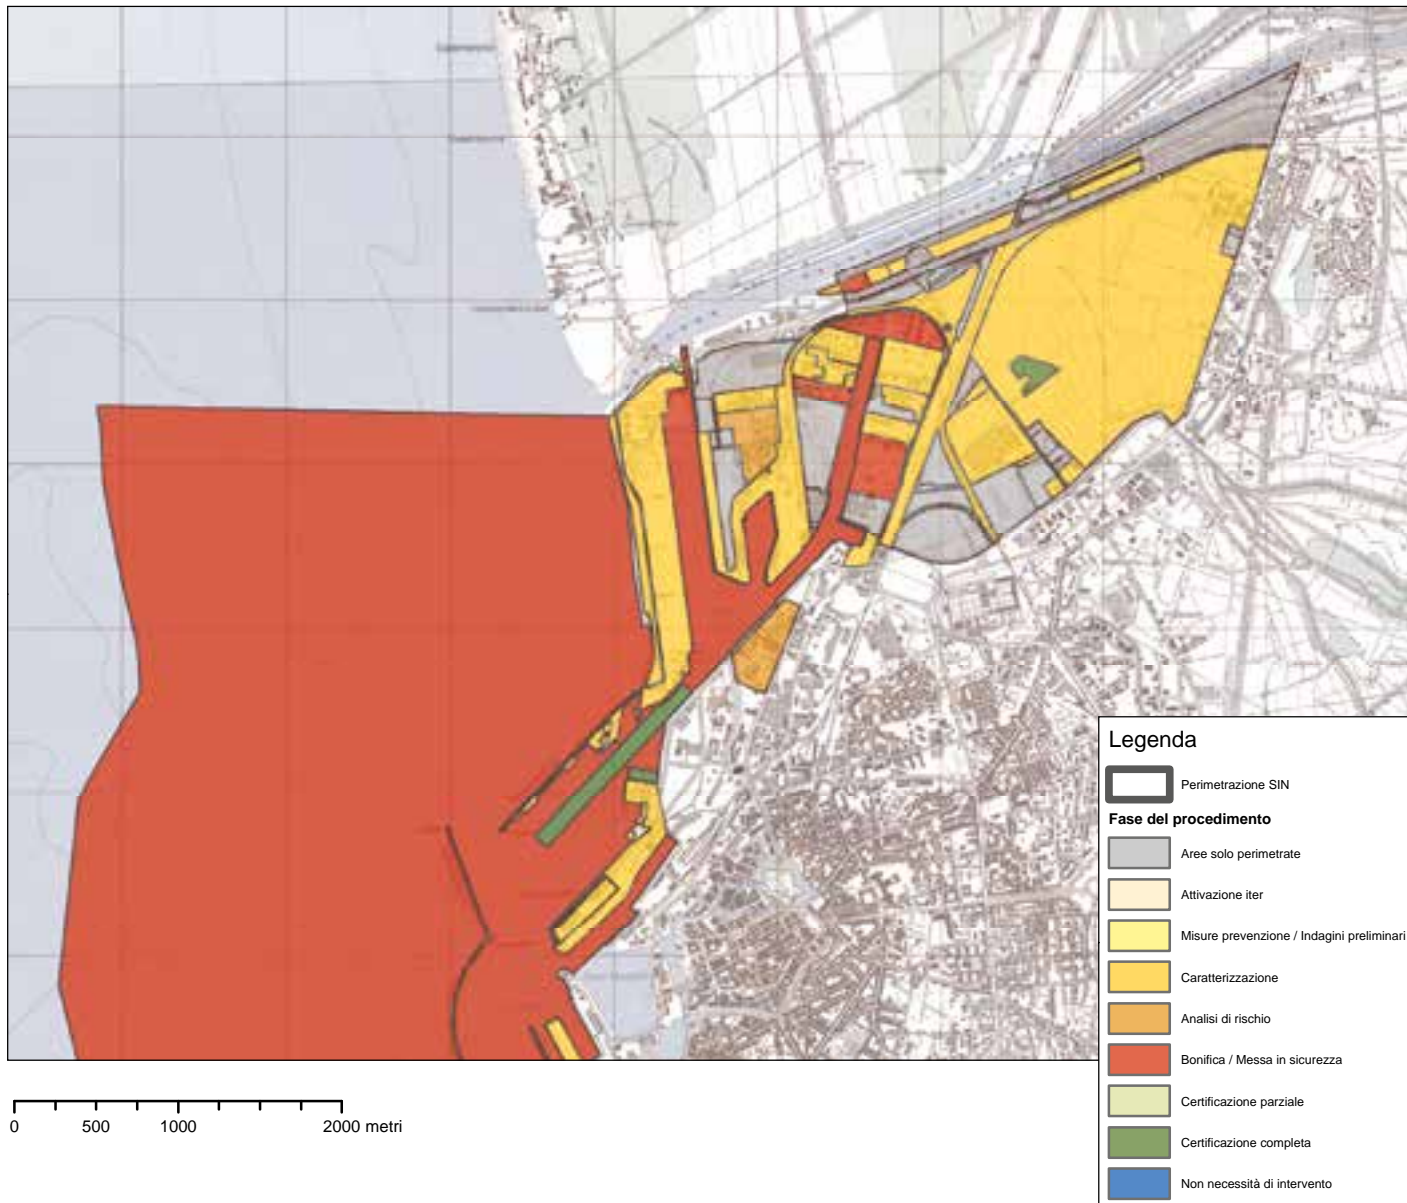 Legenda
Perimetrazione SIN
Fase del procedimento
Aree solo perimetrate
Attivazione iter
Misure prevenzione / Indagini preliminari
Caratterizzazione
Analisi di rischio
Bonifica / Messa in sicurezza
Certificazione parziale
Certificazione completa
Non necessità di intervento
0 500 1000 2000 metri